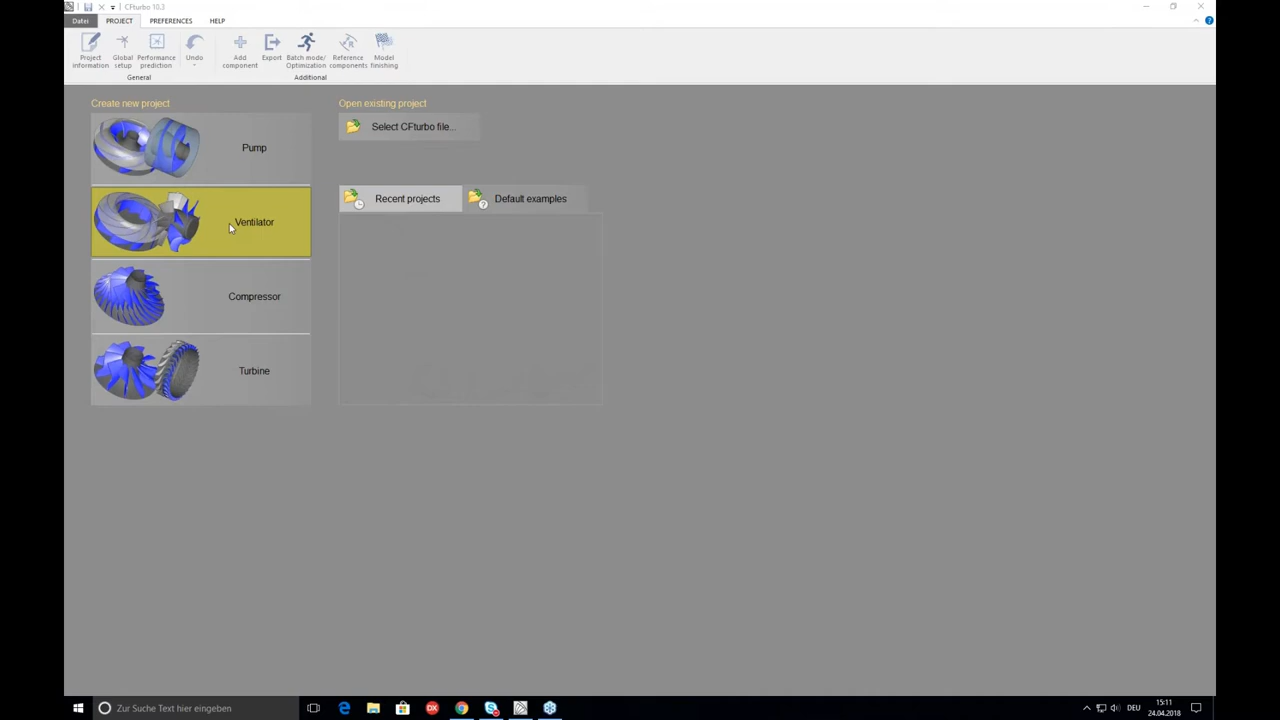 CFturbo 10.3
Datei PROJECT PREFERENCES HELP
Project information
Global setup
Performance prediction
Undo
Add component
Export
Batch mode/ Optimization
Reference components
Model finishing
General
Additional
Create new project
Open existing project
Pump
Select CFturbo file...
Ventilator
Recent projects
Default examples
Compressor
Turbine
Zur Suche Text hier eingeben
DX
DEU
15:11
24.04.2018